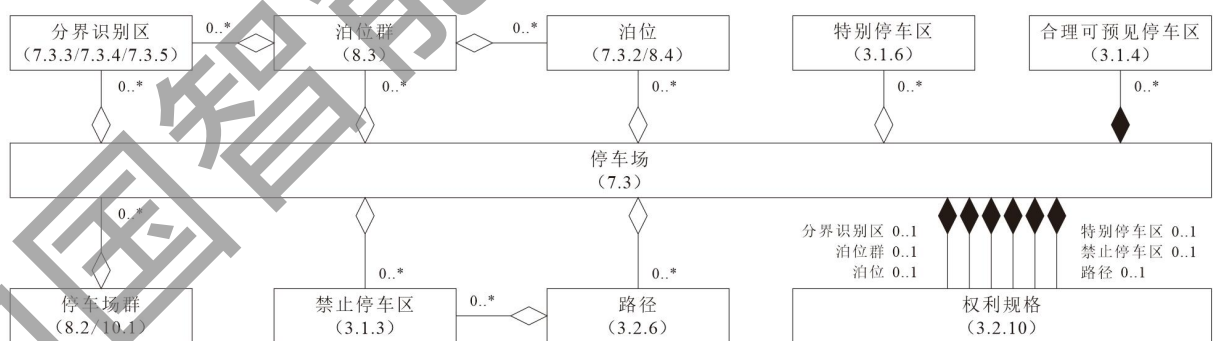 分界识别区
(7.3.3/7.3.4/7.3.5)
0..*
泊位群
(8.3)
0..*
泊位
(7.3.2/8.4)
特别停车区
(3.1.6)
合理可预见停车区
(3.1.4)
0..*
0..*
0..*
0..*
0..*
停车场
(7.3)
0..*
0..*
0..*
分界识别区 0..1
泊位群 0..1
泊位 0..1
特别停车区 0..1
禁止停车区 0..1
路径 0..1
停车场群
(8.2/10.1)
禁止停车区
(3.1.3)
0..*
路径
(3.2.6)
权利规格
(3.2.10)
国智能